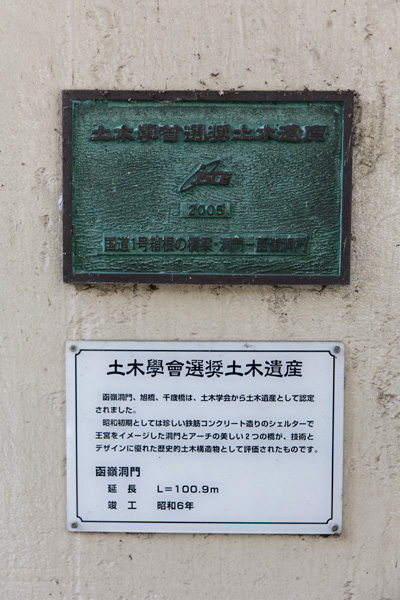 土木學會選奨土木遺産
JSCE
2005
国道1号箱根の橋梁・洞門-函嶺洞門
土木學會選奨土木遺産
函嶺洞門、旭橋、千歳橋は、土木学会から土木遺産として認定
されました。
昭和初期としては珍しい鉄筋コンクリート造りのシェルターで
王宮をイメージした洞門とアーチの美しい2つの橋が、技術と
デザインに優れた歴史的土木構造物として評価されたものです。
函嶺洞門
延長 L=100.9m
竣工 昭和6年